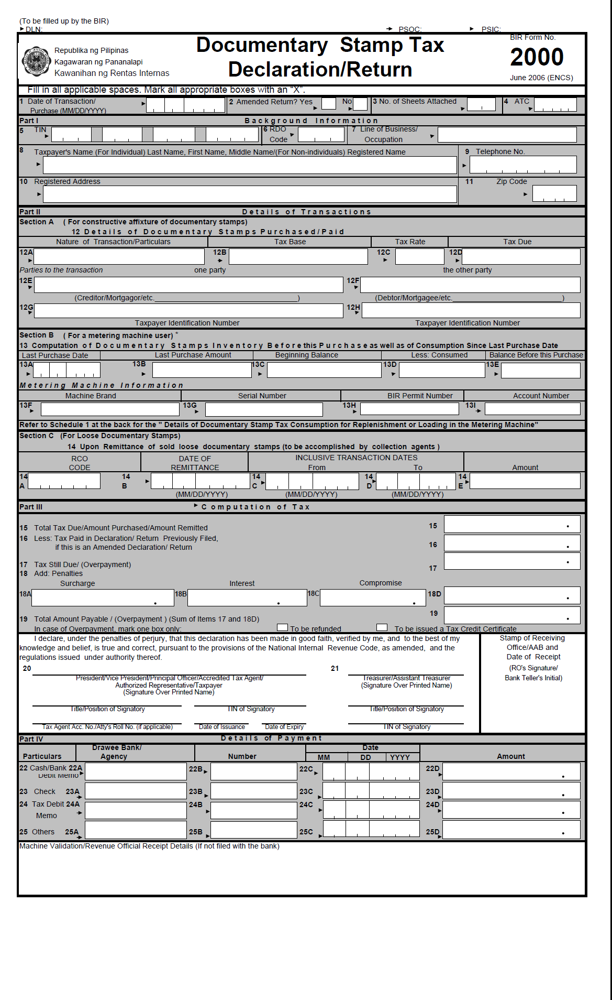 (To be filled up by the BIR)
DLN: PSOC: PSIC:
Documentary Stamp Tax
Declaration/Return
BIR Form No.
2000
June 2006 (ENCS)
Republika ng Pilipinas
Kagawaran ng Pananalapi
Kawanihan ng Rentas Internas
Fill in all applicable spaces. Mark all appropriate boxes with an “X”.
1 Date of Transaction/ 2 Amended Return? Yes No 3 No. of Sheets Attached 4 ATC
Purchase (MM/DD/YYYY)
Part I Background Information
5 TIN 6 RDO 7 Line of Business/
Code Occupation
8 Taxpayer's Name (For Individual) Last Name, First Name, Middle Name/(For Non-individuals) Registered Name 9 Telephone No.
10 Registered Address 11 Zip Code
Part II Details of Transactions
Section A ( For constructive affixture of documentary stamps)
12 Details of Documentary Stamps Purchased/Paid
Nature of Transaction/Particulars Tax Base Tax Rate Tax Due
12A 12B 12C 12D
Parties to the transaction one party the other party
12E 12F
(Creditor/Mortgagor/etc.__________________________________) (Debtor/Mortgagee/etc.__________________________)
12G 12H
Taxpayer Identification Number Taxpayer Identification Number
Section B ( For a metering machine user) *
13 Computation of Documentary Stamps Inventory Before this Purchase as well as of Consumption Since Last Purchase Date
Last Purchase Date Last Purchase Amount Beginning Balance Less: Consumed Balance Before this Purchase
13A 13B 13C 13D 13E
Metering Machine Information
Machine Brand Serial Number BIR Permit Number Account Number
13F 13G 13H 13I
Refer to Schedule 1 at the back for the " Details of Documentary Stamp Tax Consumption for Replenishment or Loading in the Metering Machine"
Section C (For Loose Documentary Stamps)
14 Upon Remittance of sold loose documentary stamps (to be accomplished by collection agents )
RCO DATE OF INCLUSIVE TRANSACTION DATES
CODE REMITTANCE From To Amount
14 14 14 14 14
A B C D E
(MM/DD/YYYY) (MM/DD/YYYY) (MM/DD/YYYY)
Part III Computation of Tax
15 Total Tax Due/Amount Purchased/Amount Remitted 15
16 Less: Tax Paid in Declaration/ Return Previously Filed, 16
if this is an Amended Declaration/ Return
17 Tax Still Due/ (Overpayment) 17
18 Add: Penalties
Surcharge Interest Compromise
18A 18B 18C 18D
19 Total Amount Payable / (Overpayment ) (Sum of Items 17 and 18D) 19
In case of Overpayment, mark one box only: To be refunded To be issued a Tax Credit Certificate
I declare, under the penalties of perjury, that this declaration has been made in good faith, verified by me, and to the best of my
knowledge and belief, is true and correct, pursuant to the provisions of the National Internal Revenue Code, as amended, and the
regulations issued under authority thereof.
Stamp of Receiving
Office/AAB and
Date of Receipt
(RO's Signature/
Bank Teller's Initial)
20 21
President/Vice President/Principal Officer/Accredited Tax Agent/ Treasurer/Assistant Treasurer
Authorized Representative/Taxpayer (Signature Over Printed Name)
(Signature Over Printed Name)
Title/Position of Signatory TIN of Signatory Title/Position of Signatory
Tax Agent Acc. No./Atty's Roll No. (if applicable) Date of Issuance Date of Expiry TIN of Signatory
Part IV Details of Payment
Drawee Bank/ Date
Particulars Agency Number MM DD YYYY Amount
22 Cash/Bank 22A 22B 22C 22D
Debit Memo
23 Check 23A 23B 23C 23D
24 Tax Debit 24A 24B 24C 24D
Memo
25 Others 25A 25B 25C 25D
Machine Validation/Revenue Official Receipt Details (If not filed with the bank)